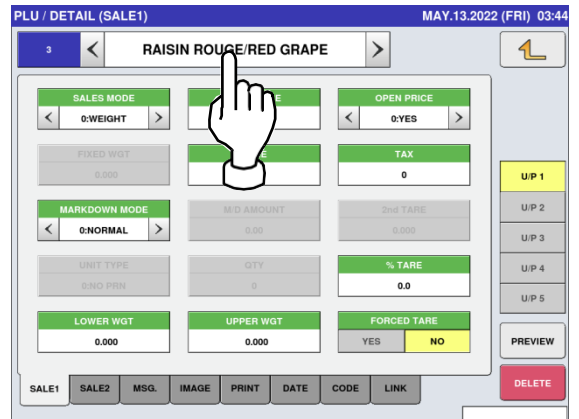 PLU / DETAIL (SALE1) MAY.13.2022 (FRI) 03:44
3 < RAISIN ROUGE/RED GRAPE >
SALES MODE OPEN PRICE
< 0:WEIGHT > < 0:YES >
FIXED WGT TAX
0.000 0
U/P 1
MARKDOWN MODE M/D AMOUNT 2nd TARE
< 0:NORMAL > 0.00 0.000
U/P 2
U/P 3
UNIT TYPE QTY % TARE
0:NO PRN 0 0.0
U/P 4
U/P 5
LOWER WGT UPPER WGT FORCED TARE
0.000 0.000 YES NO
PREVIEW
SALE1 SALE2 MSG. IMAGE PRINT DATE CODE LINK
DELETE